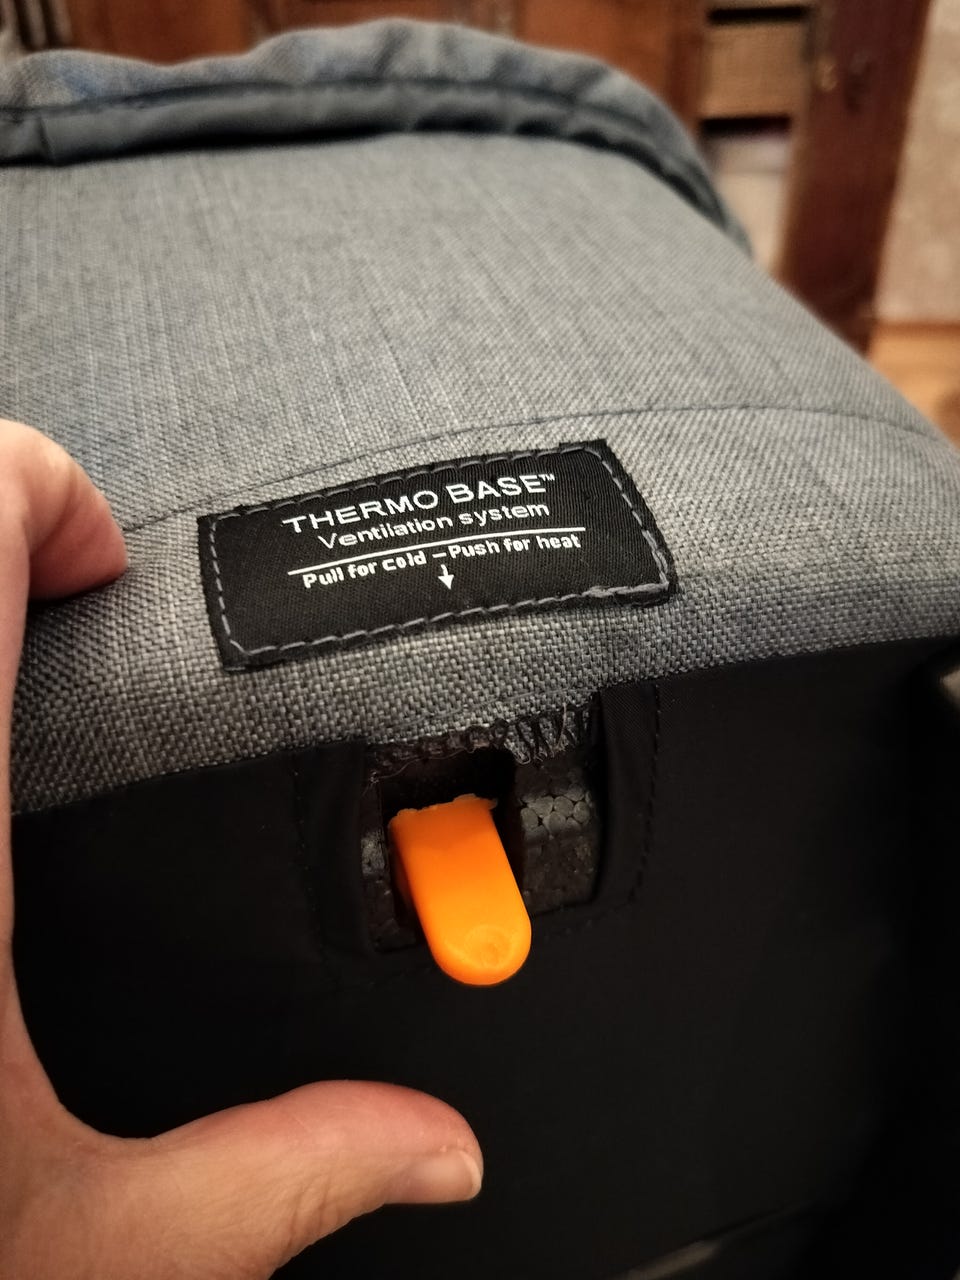 THERMO BASE™
Ventilation system
Pull for cold – Push for heat